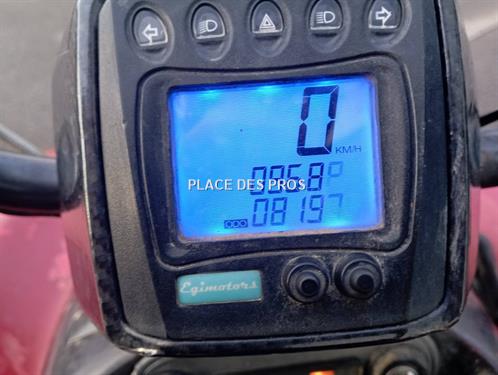 0
KM/H
PLACE DES PROS
08197
Egimotors